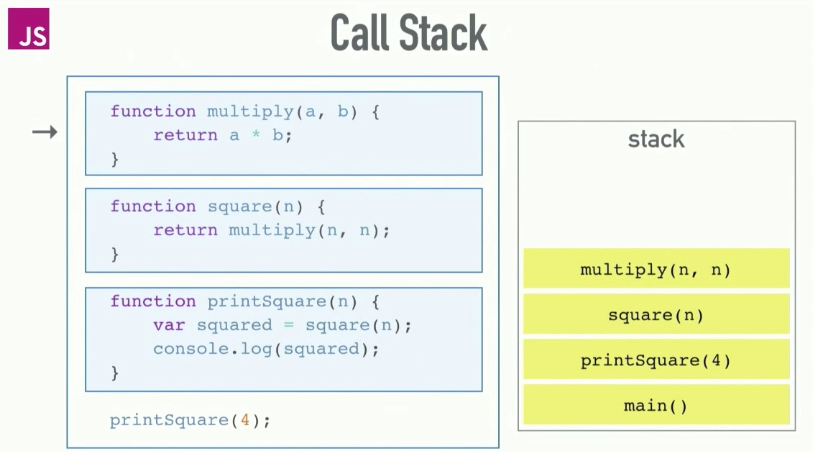 JS
Call Stack
function multiply(a, b) {
    return a * b;
}
function square(n) {
    return multiply(n, n);
}
function printSquare(n) {
    var squared = square(n);
    console.log(squared);
}
printSquare(4);
stack
multiply(n, n)
square(n)
printSquare(4)
main()